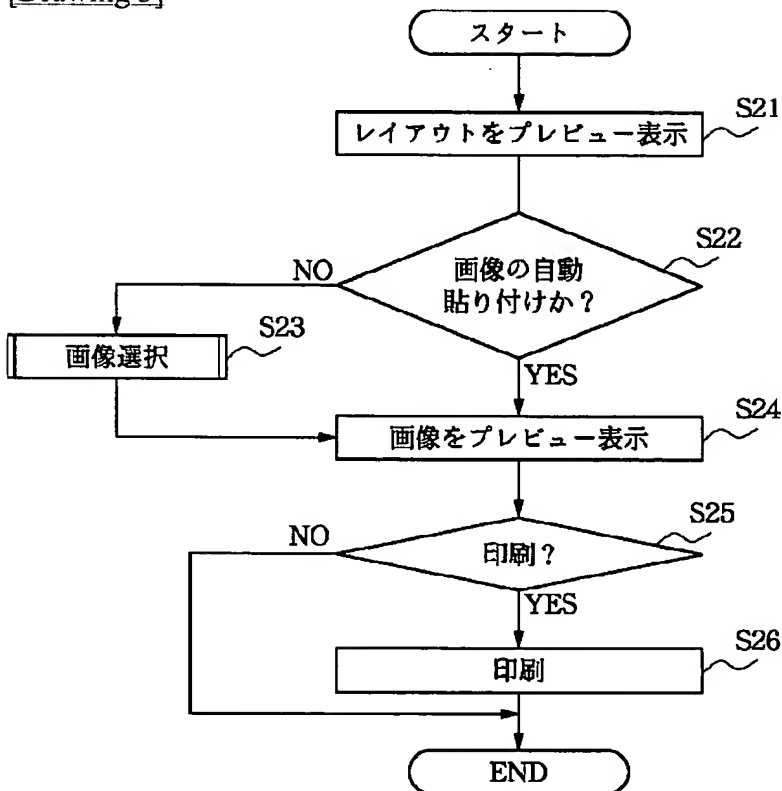 スタート
S21
レイアウトをプレビュー表示
S22
NO
画像の自動
貼り付けか?
S23
画像選択
YES
S24
画像をプレビュー表示
S25
NO
印刷?
YES
S26
印刷
END